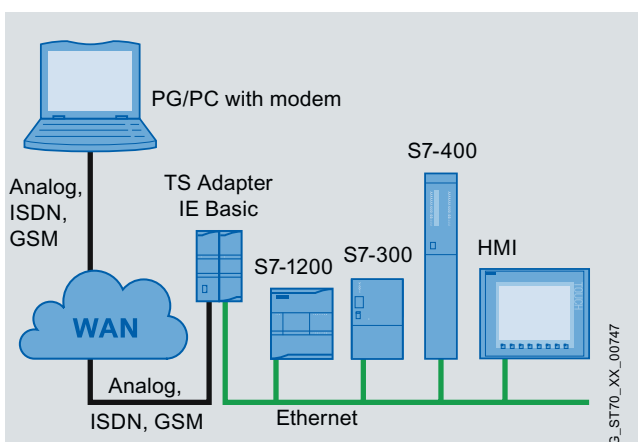 PG/PC with modem
S7-400
Analog,
ISDN,
GSM
TS Adapter
IE Basic
S7-1200
S7-300
HMI
WAN
Analog,
ISDN, GSM
Ethernet
G_ST70_XX_00747